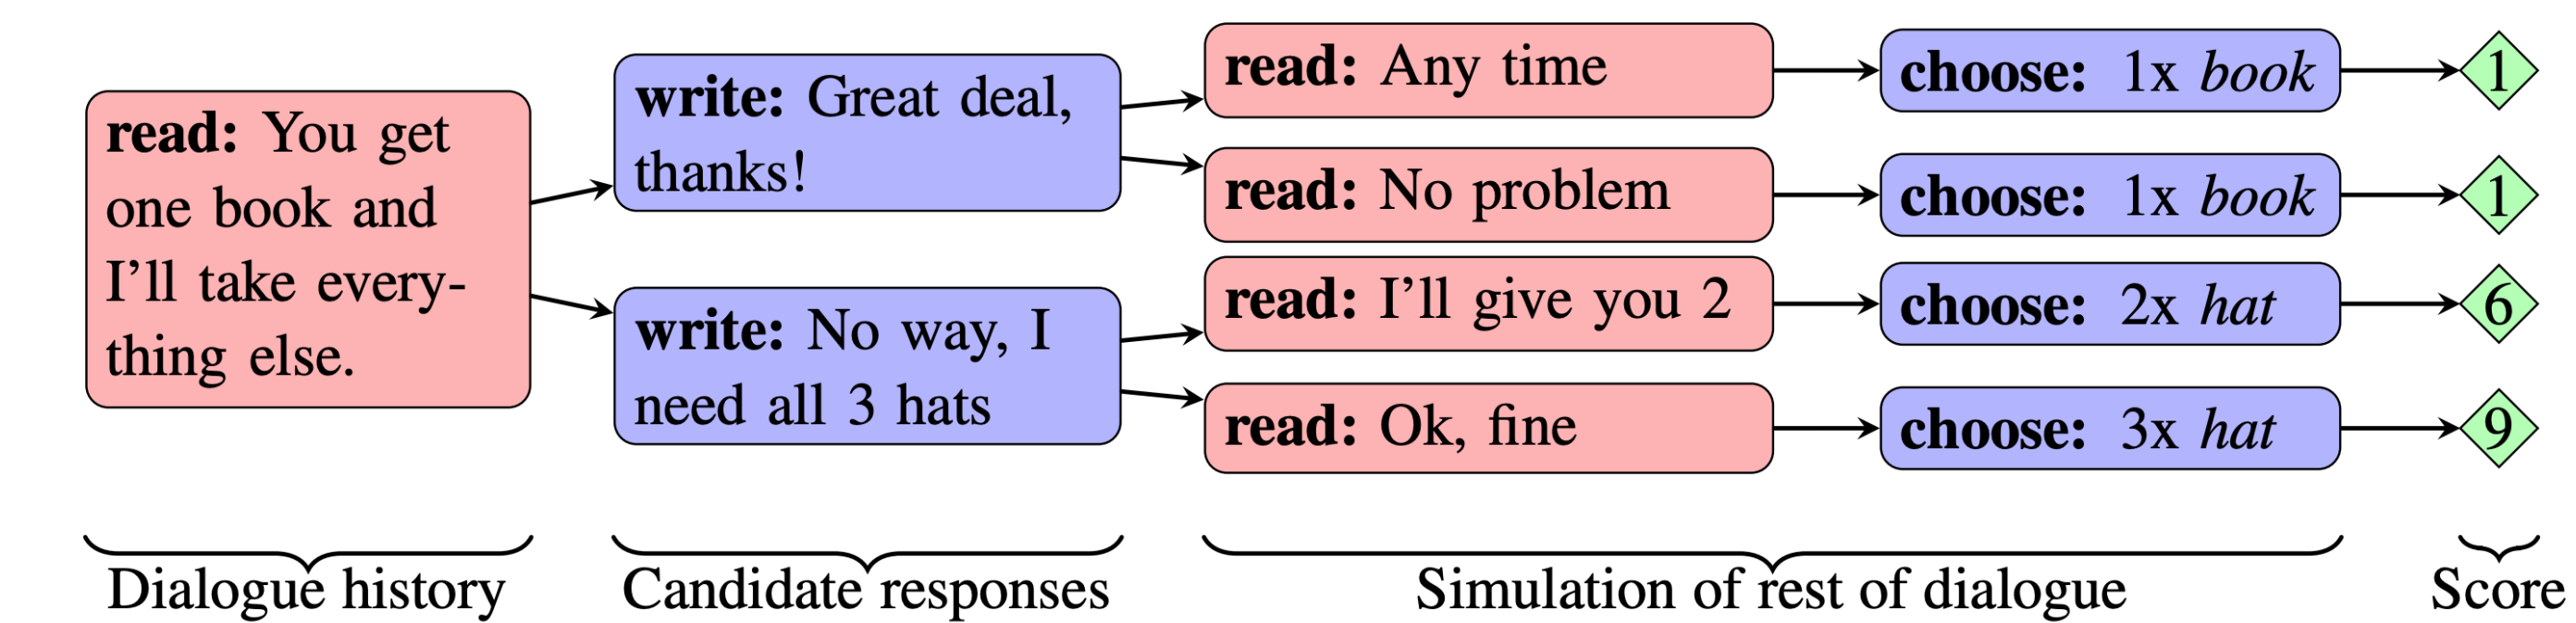 read: You get
one book and
I'll take every-
thing else.
write: Great deal,
thanks!
write: No way, I
need all 3 hats
read: Any time
choose: 1x book
1
read: No problem
choose: 1x book
1
read: I'll give you 2
choose: 2x hat
6
read: Ok, fine
choose: 3x hat
9
Dialogue history
Candidate responses
Simulation of rest of dialogue
Score